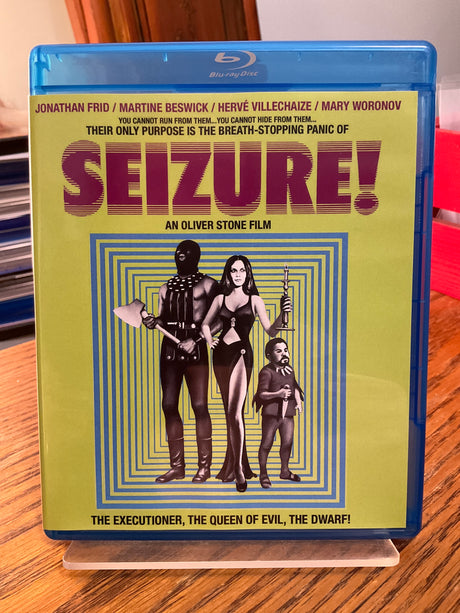 Blu-ray Disc
JONATHAN FRID / MARTINE BESWICK / HERVÉ VILLECHAIZE / MARY WORONOV
YOU CANNOT RUN FROM THEM...YOU CANNOT HIDE FROM THEM...
THEIR ONLY PURPOSE IS THE BREATH-STOPPING PANIC OF
SEIZURE!
AN OLIVER STONE FILM
THE EXECUTIONER, THE QUEEN OF EVIL, THE DWARF!